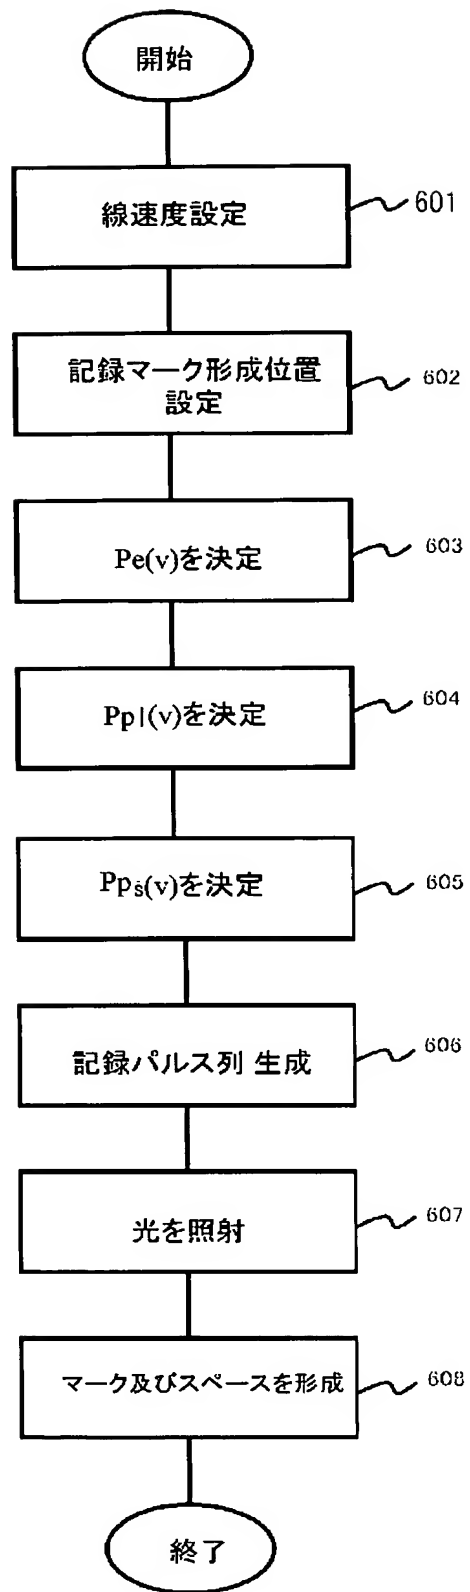 開始
線速度設定
601
記録マーク形成位置
設定
602
Pe(v)を決定
603
Ppl(v)を決定
604
Pps(v)を決定
605
記録パルス列 生成
606
光を照射
607
マーク及びスペースを形成
608
終了